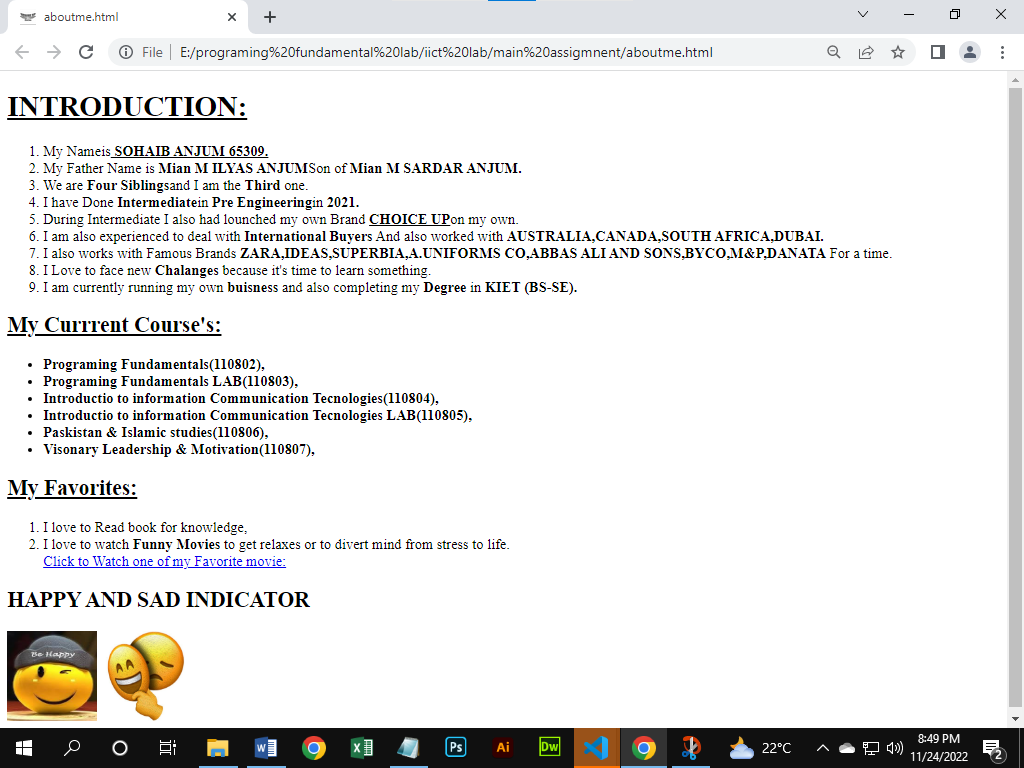 aboutme.html
File
E:/programing%20fundamental%20lab/iict%20lab/main%20assigmnent/aboutme.html
INTRODUCTION:
1. My Nameis SOHAIB ANJUM 65309.
2. My Father Name is Mian M ILYAS ANJUMSon of Mian M SARDAR ANJUM.
3. We are Four Siblingsand I am the Third one.
4. I have Done Intermediatein Pre Engineeringin 2021.
5. During Intermediate I also had lounched my own Brand CHOICE UPon my own.
6. I am also experienced to deal with International Buyers And also worked with AUSTRALIA,CANADA,SOUTH AFRICA,DUBAI.
7. I also works with Famous Brands ZARA,IDEAS,SUPERBIA,A.UNIFORMS CO,ABBAS ALI AND SONS,BYCO,M&P,DANATA For a time.
8. I Love to face new Chalanges because it's time to learn something.
9. I am currently running my own buisness and also completing my Degree in KIET (BS-SE).
My Currrent Course's:
• Programing Fundamentals(110802),
• Programing Fundamentals LAB(110803),
• Introductio to information Communication Tecnologies(110804),
• Introductio to information Communication Tecnologies LAB(110805),
• Paskistan & Islamic studies(110806),
• Visonary Leadership & Motivation(110807),
My Favorites:
1. I love to Read book for knowledge,
2. I love to watch Funny Movies to get relaxes or to divert mind from stress to life.
Click to Watch one of my Favorite movie:
HAPPY AND SAD INDICATOR
Be Happy
W
X
Ps
Ai
Dw
22°C
8:49 PM
11/24/2022
2